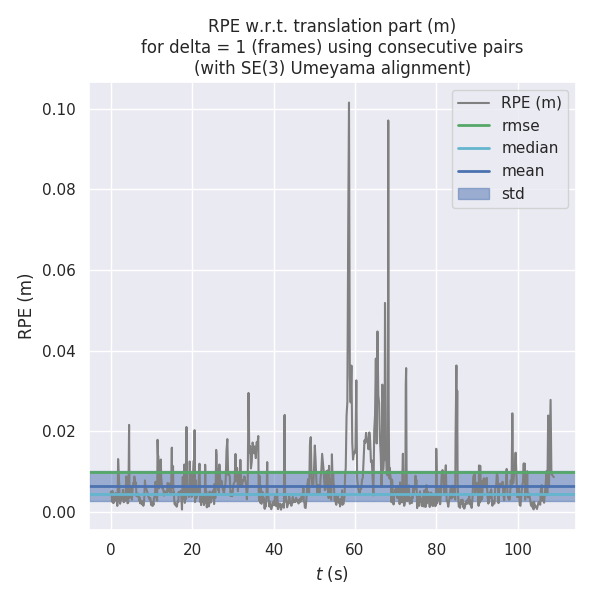 RPE w.r.t. translation part (m)
for delta = 1 (frames) using consecutive pairs
(with SE(3) Umeyama alignment)
RPE (m)
rmse
median
mean
std
0.10
0.08
0.06
0.04
0.02
0.00
RPE (m)
0 20 40 60 80 100
t (s)